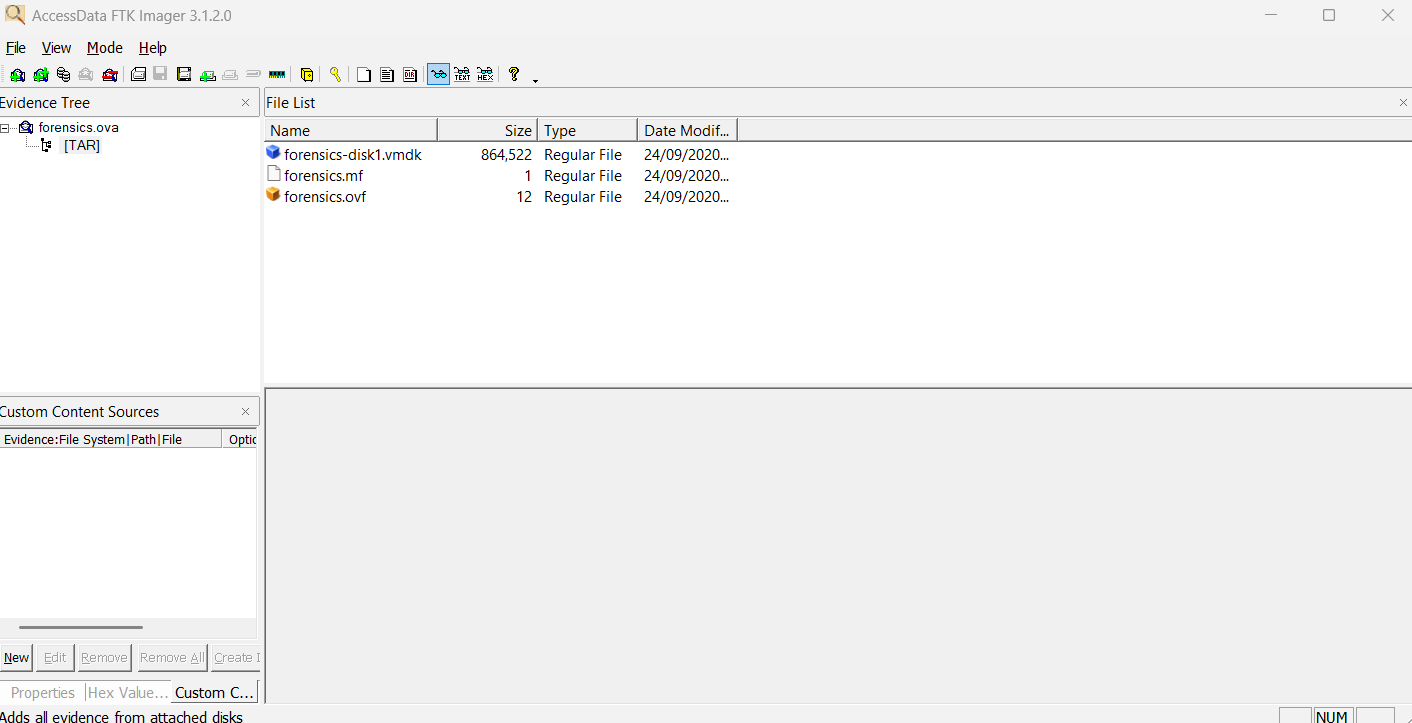 AccessData FTK Imager 3.1.2.0
File View Mode Help
TEXT HEX
Evidence Tree
forensics.ova
[TAR]
File List
Name Size Type Date Modif...
forensics-disk1.vmdk 864,522 Regular File 24/09/2020...
forensics.mf 1 Regular File 24/09/2020...
forensics.ovf 12 Regular File 24/09/2020...
Custom Content Sources
Evidence:File System|Path|File Optic
New Edit Remove Remove All Create I
Properties Hex Value... Custom C...
Adds all evidence from attached disks
NUM